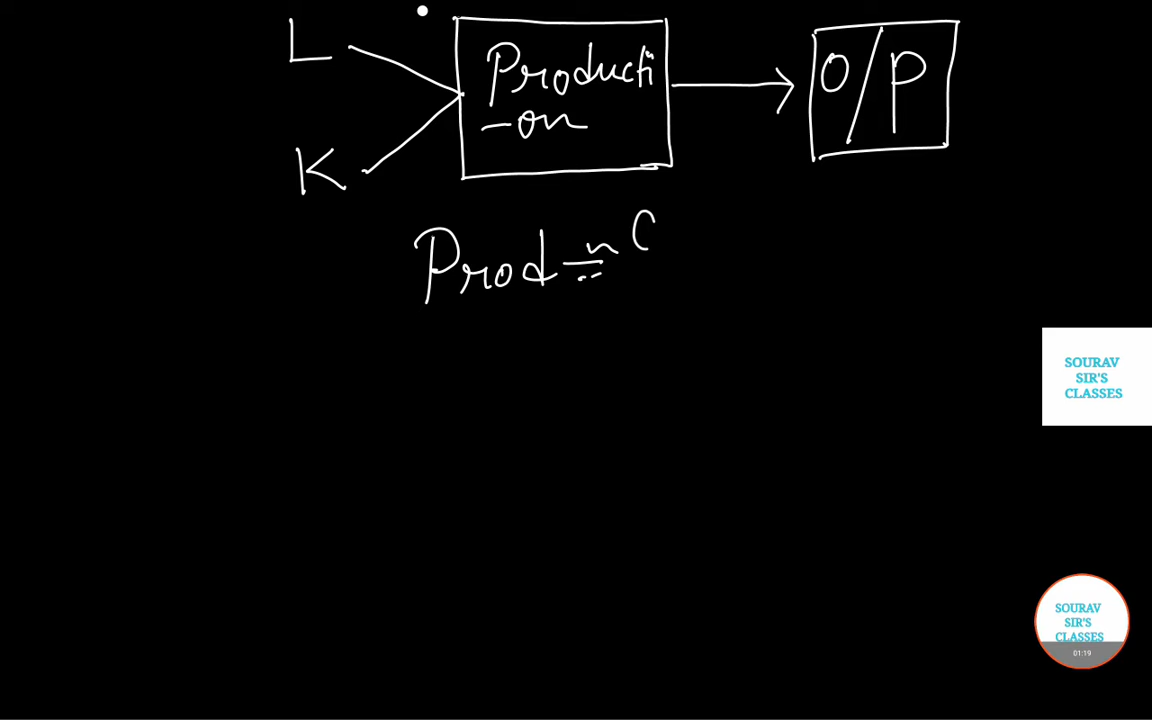 L
K
Producti
-on
O/P
Prodn (
SOURAV
SIR'S
CLASSES
SOURAV
SIR'S
CLASSES
01:19